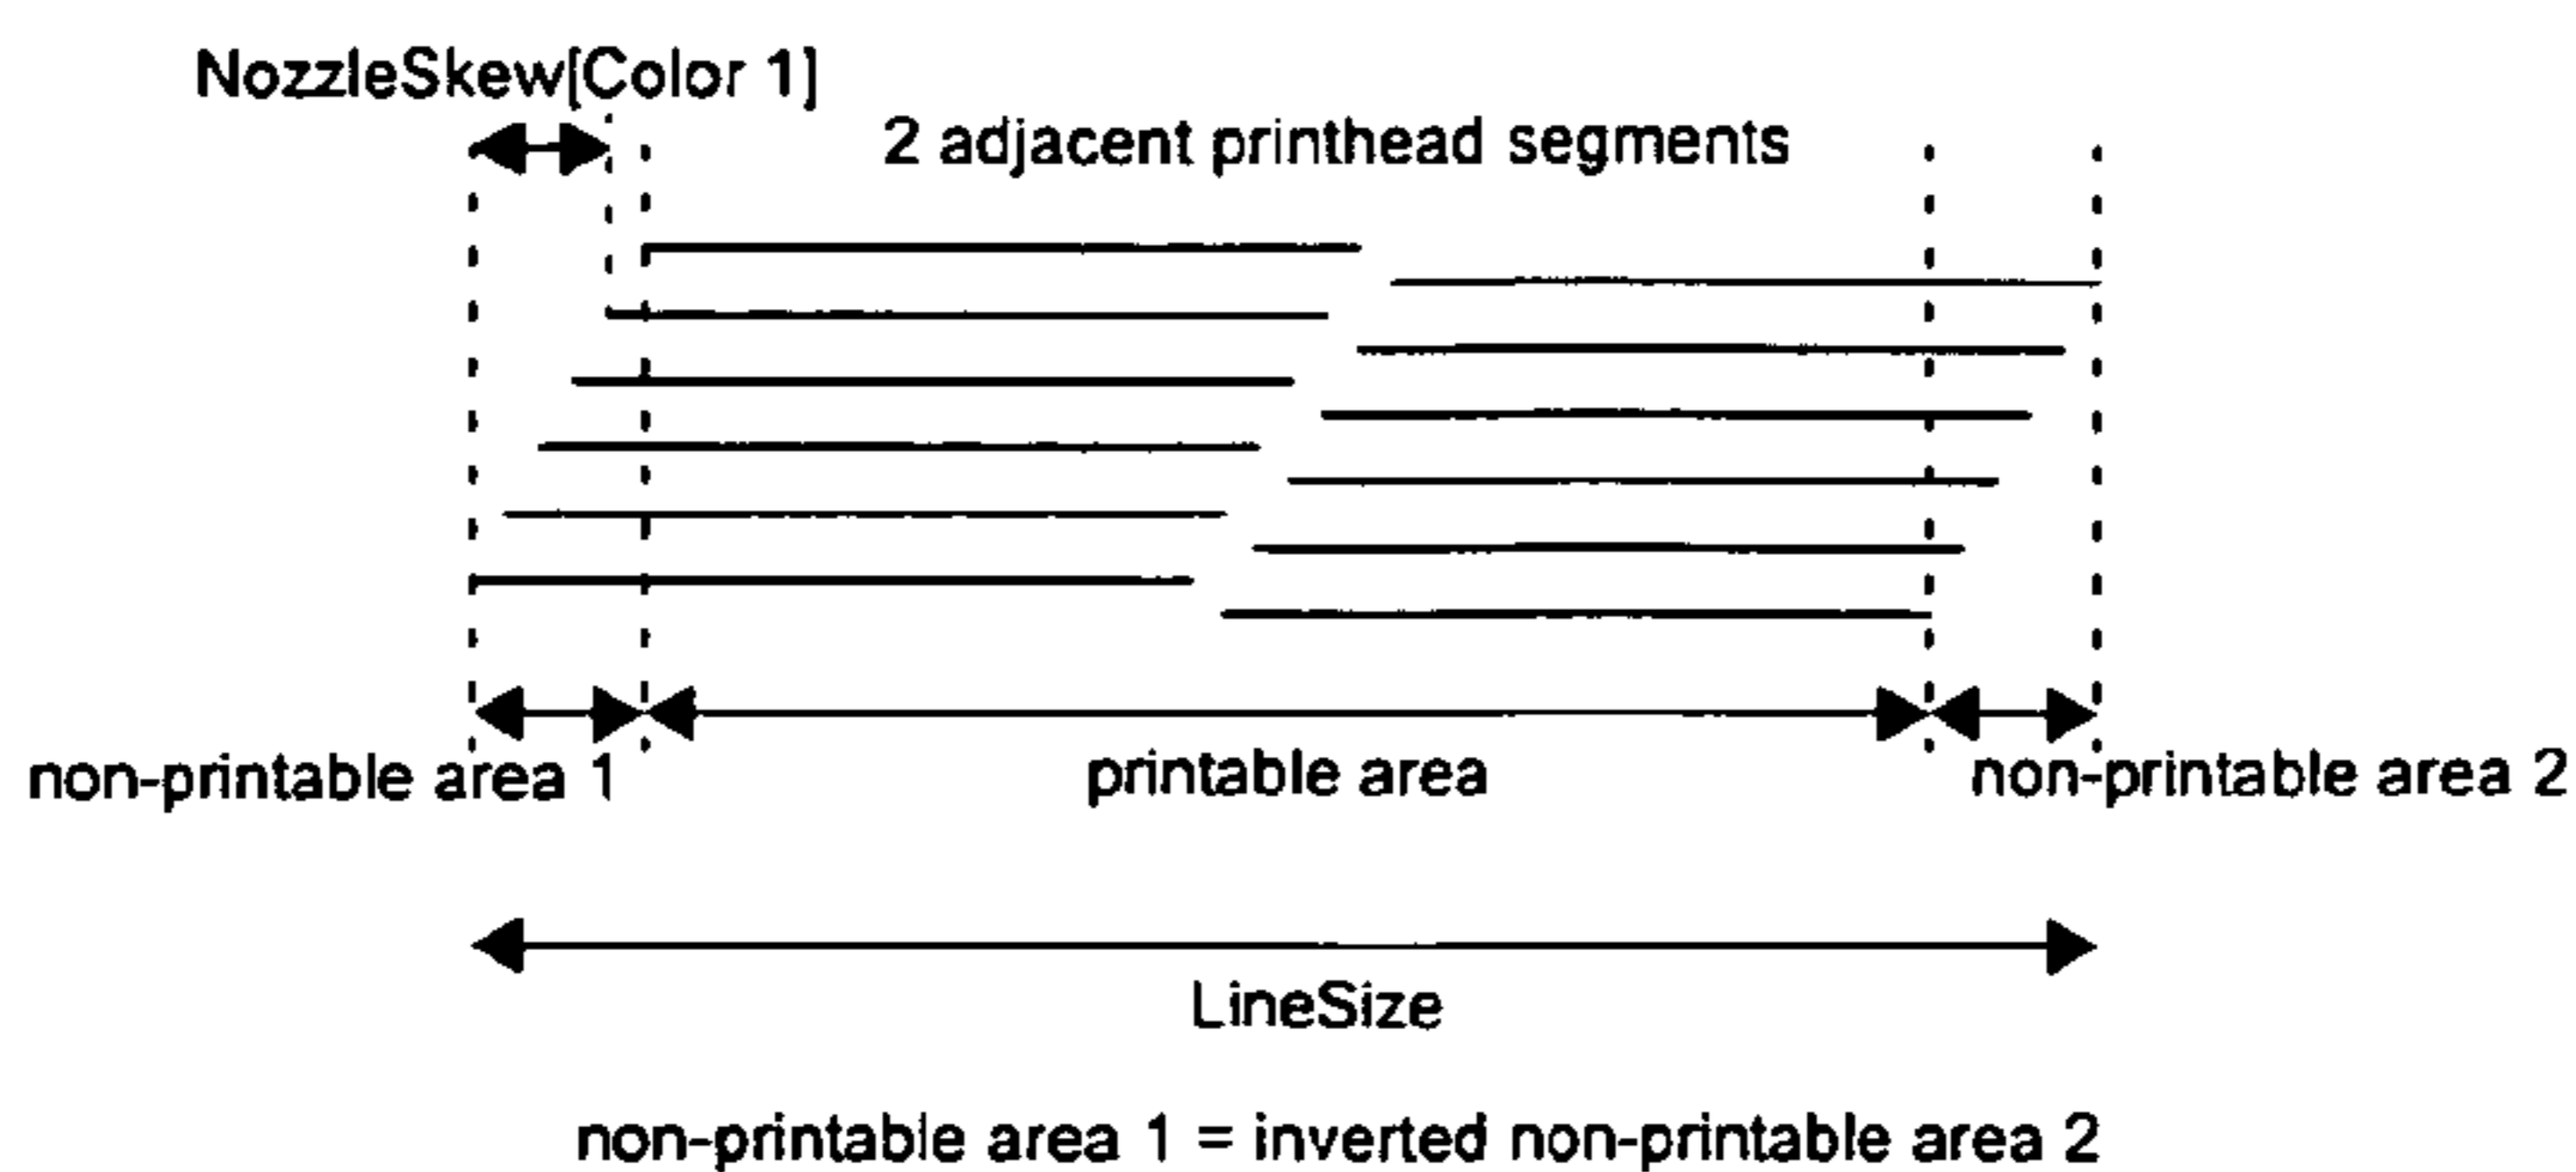 NozzleSkew[Color 1]
2 adjacent printhead segments
non-printable area 1
printable area
non-printable area 2
LineSize
non-printable area 1 = inverted non-printable area 2